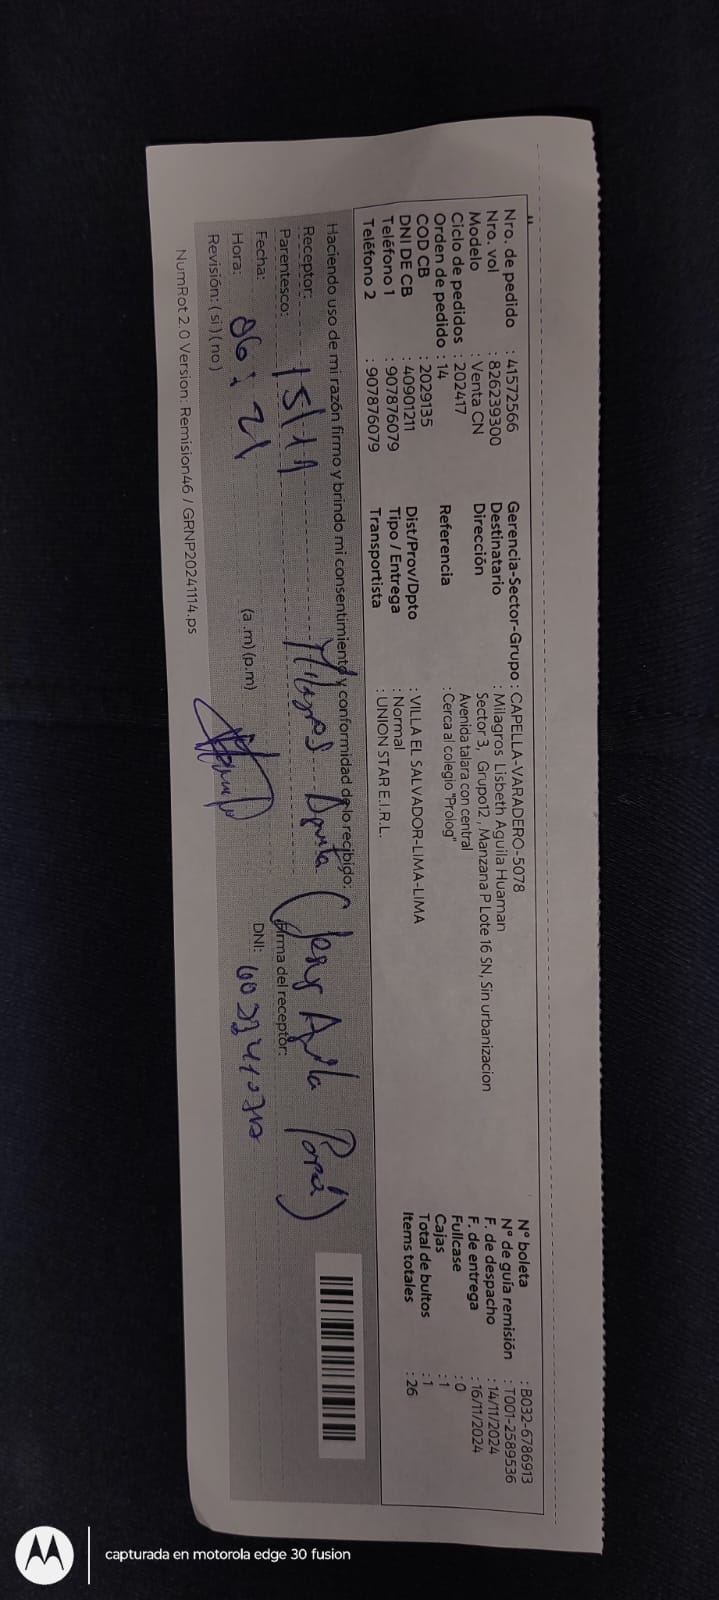 Nro. de pedido : 41572566
Nro. vol : 826239300
Modelo : Venta CN
Ciclo de pedidos : 202417
Orden de pedido : 14
COD CB : 2029135
DNI DE CB : 40901211
Teléfono 1 : 907876079
Teléfono 2 : 907876079
Gerencia-Sector-Grupo : CAPELLA-VARADERO-5078
Destinatario : Milagros Lisbeth Aguila Huaman
Dirección Sector 3, Grupo12 , Manzana P Lote 16 SN, Sin urbanizacion
Avenida talara con central
Referencia : Cerca al colegio "Prolog"
Dist/Prov/Dpto : VILLA EL SALVADOR-LIMA-LIMA
Tipo / Entrega : Normal
Transportista : UNION STAR E.I.R.L.
N° boleta : B032-6786913
N° de guía remisión : T001-2589536
F. de despacho : 14/11/2024
F. de entrega : 16/11/2024
Fullcase : 0
Cajas : 1
Total de bultos : 1
Items totales : 26
Haciendo uso de mi razón firmo y brindo mi consentimiento y conformidad de lo recibido:
Receptor:
Parentesco: 15/11
Fecha:
Hora: 06:21 (a.m) (p.m)
Revisión: ( si ) ( no )
firma del receptor:
DNI:
NumRot 2.0 Version: Remision46 / GRNP20241114.ps
capturada en motorola edge 30 fusion